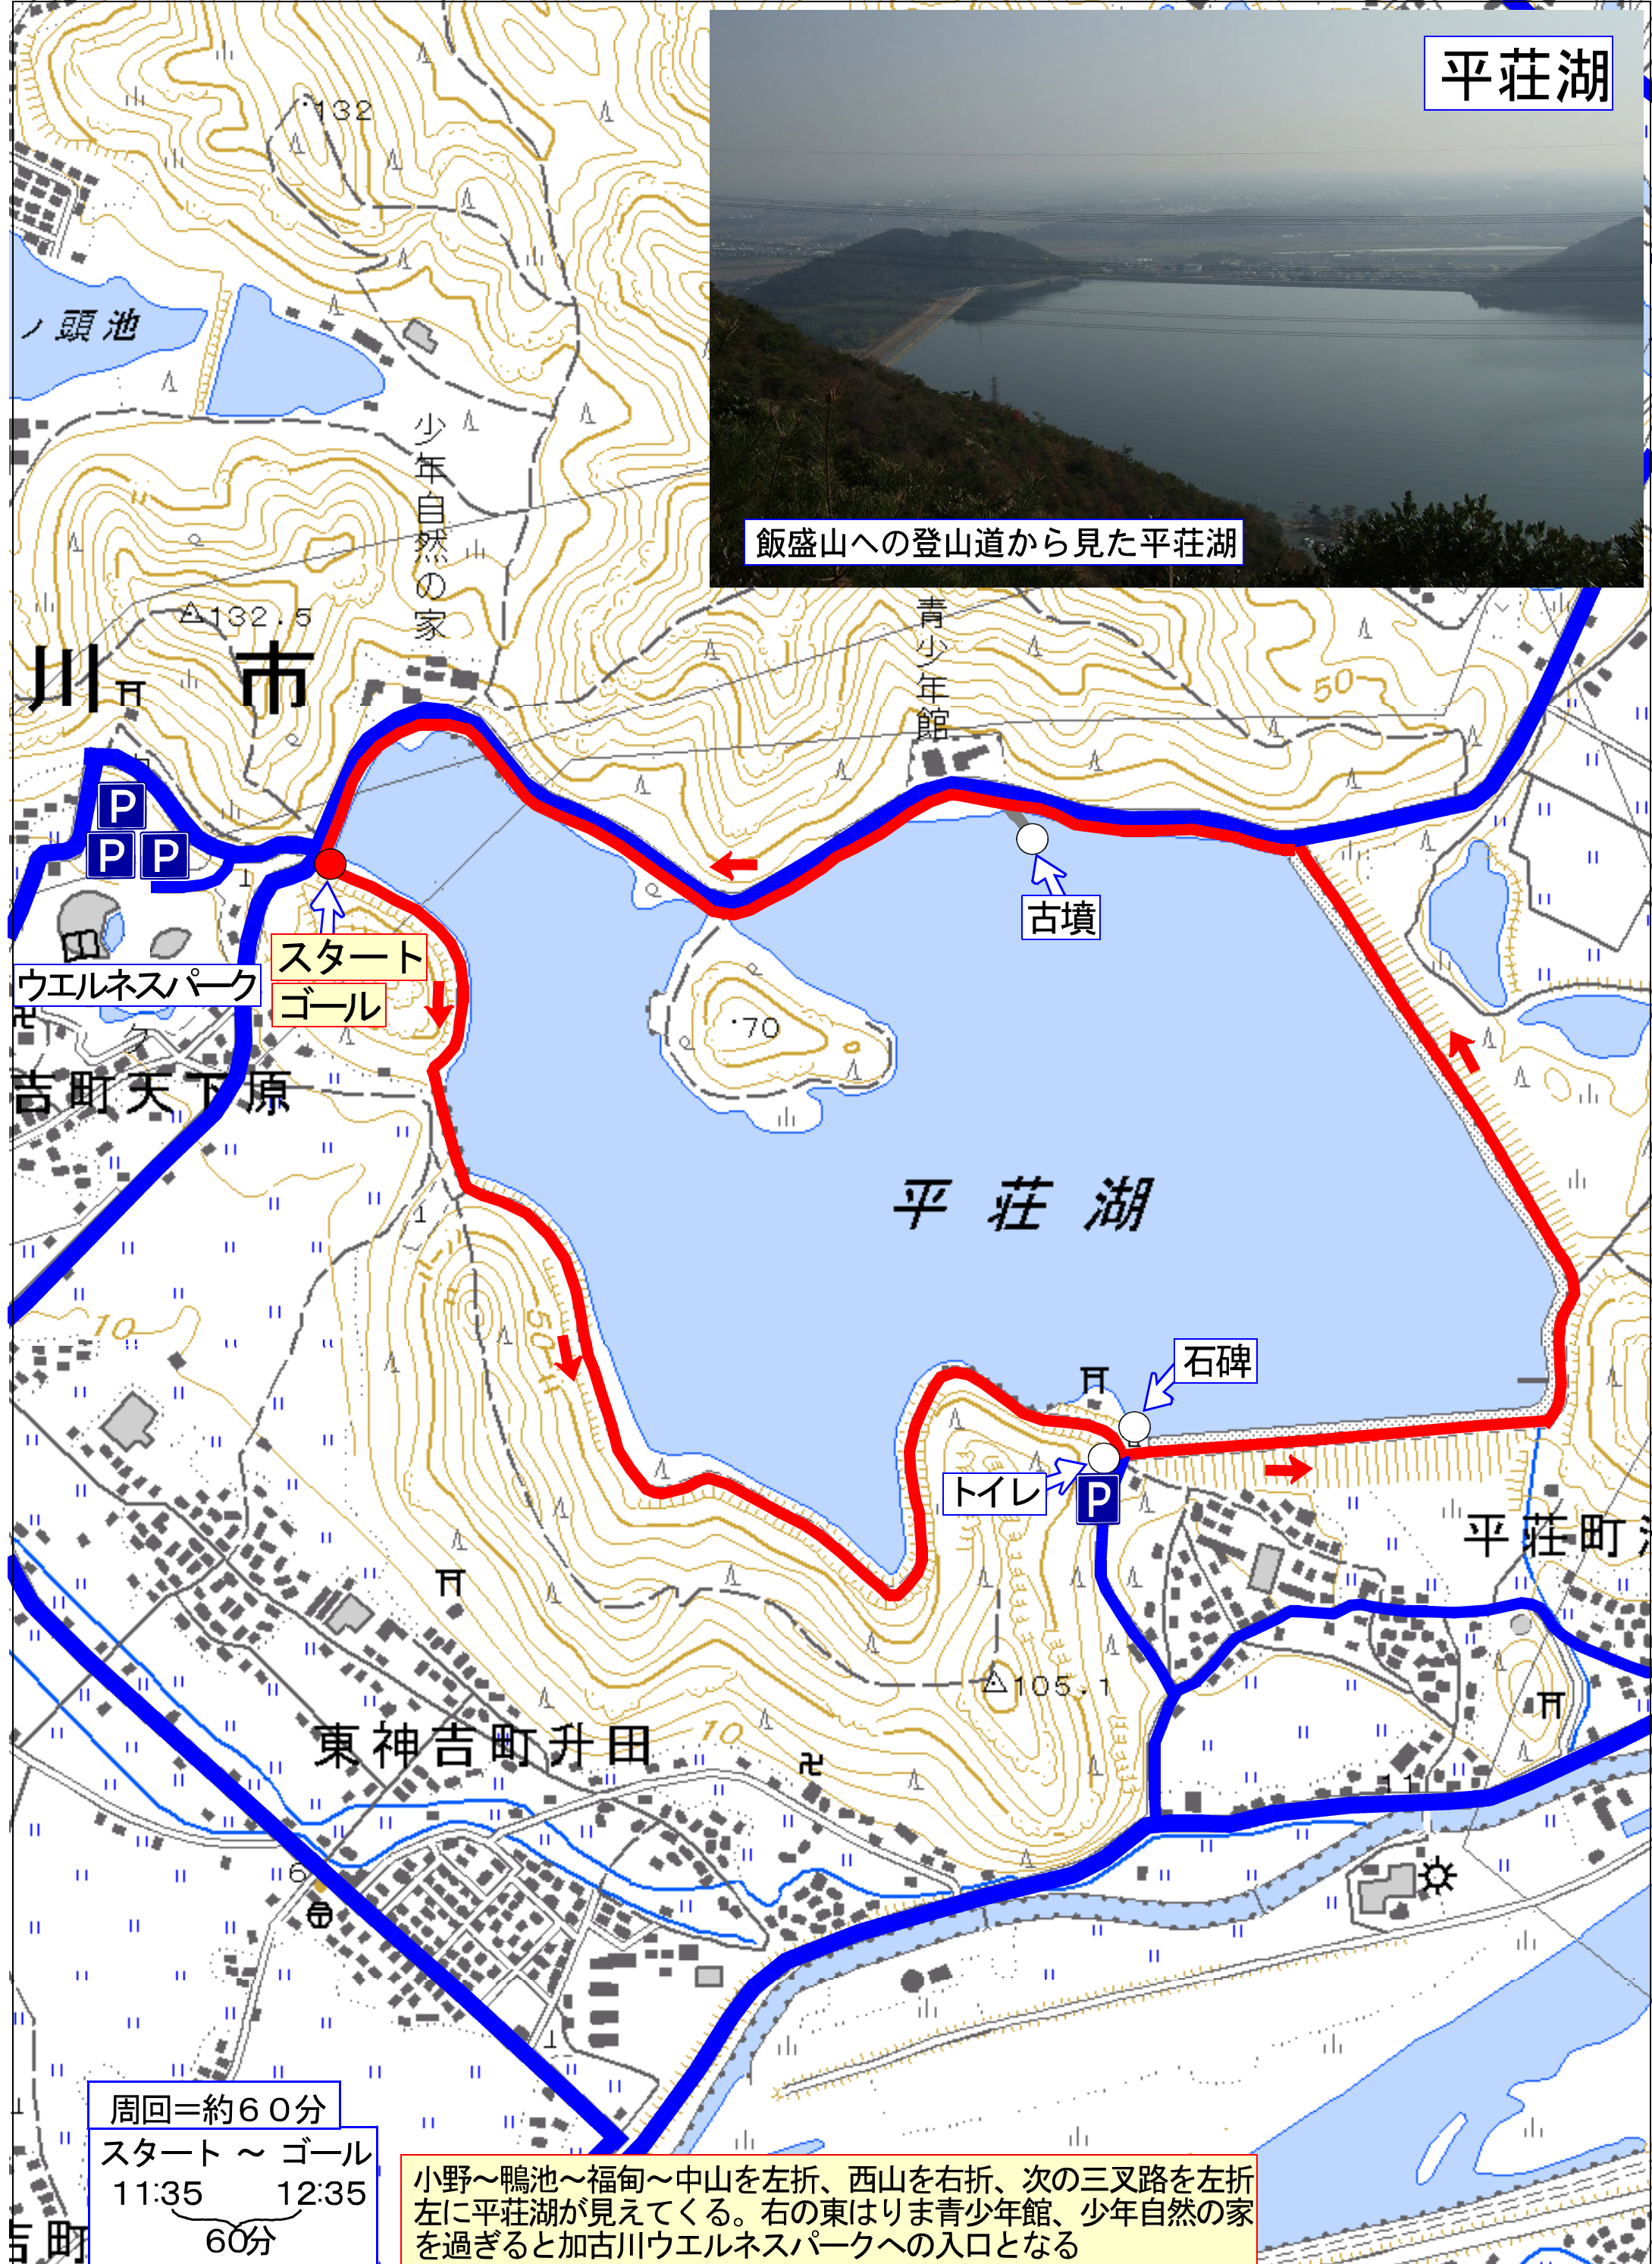 平荘湖
飯盛山への登山道から見た平荘湖
132
ノ頭池
少年自然の家
132.5
川市
青少年館
50
P
P P
古墳
スタート
ゴール
ウエルネスパーク
70
吉町天下原
平荘湖
10
50
石碑
トイレ
P
平荘町
105.1
東神吉町升田
10
11
6
周回=約60分
スタート ~ ゴール
11:35 12:35
60分
吉町
小野~鴨池~福甸~中山を左折、西山を右折、次の三叉路を左折
左に平荘湖が見えてくる。右の東はりま青少年館、少年自然の家
を過ぎると加古川ウエルネスパークへの入口となる